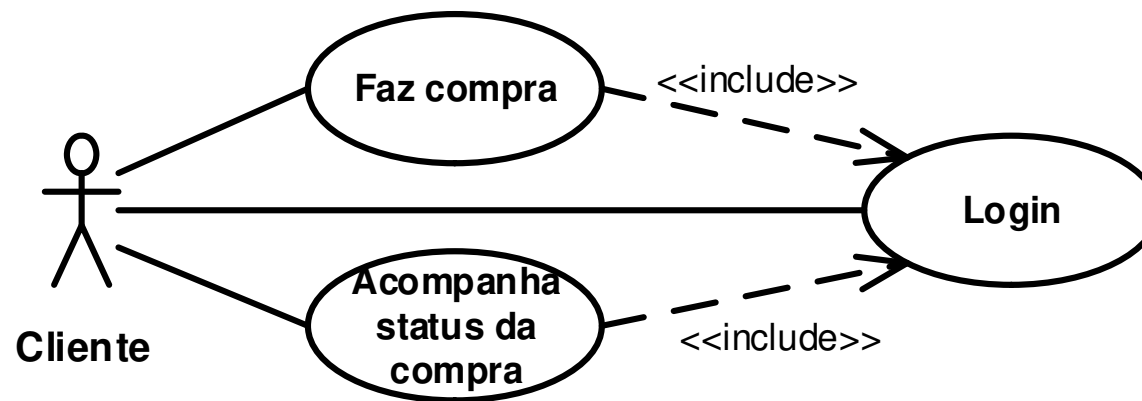 Faz compra
<<include>>
Login
Acompanha
status da
compra
<<include>>
Cliente